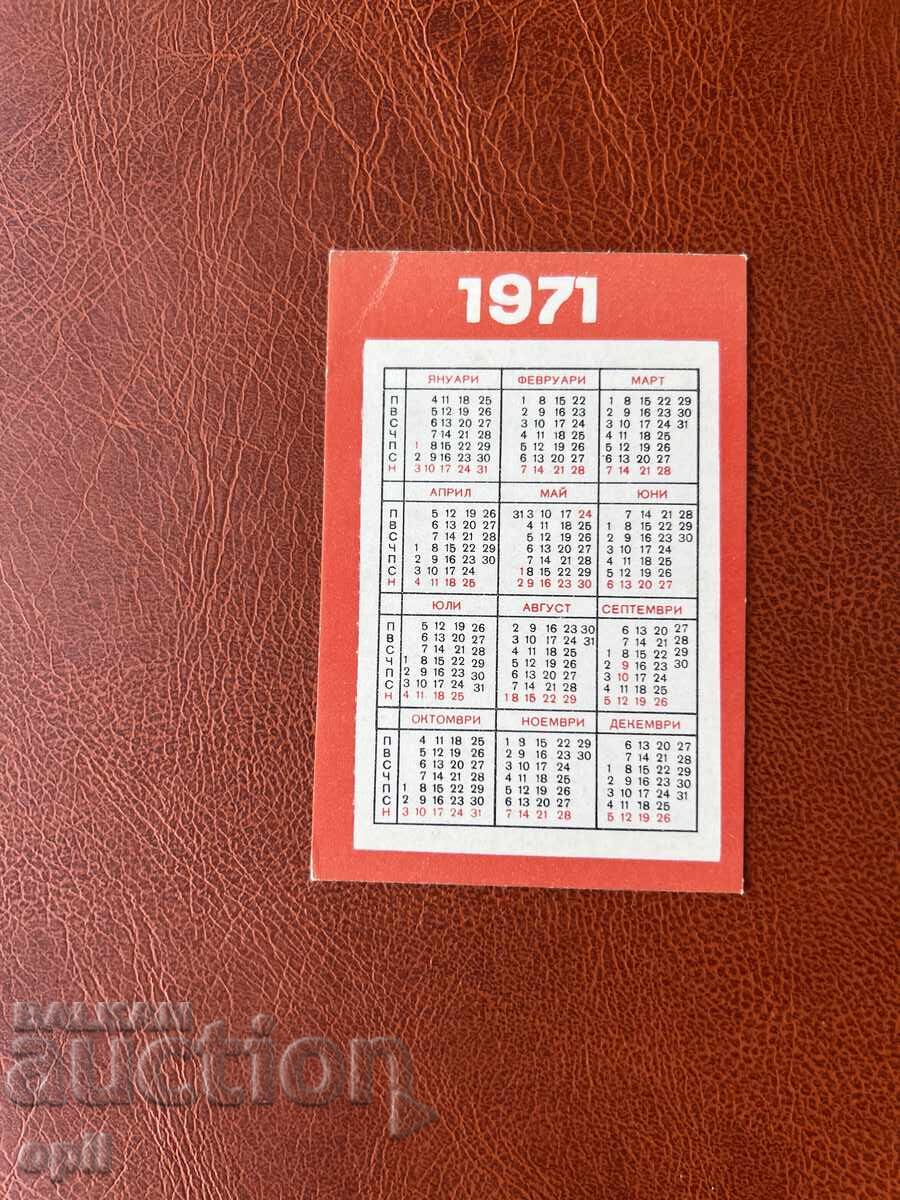 1971
ЯНУАРИ ФЕВРУАРИ МАРТ
П 4 11 18 25 1 8 15 22 1 8 15 22 29
В 5 12 19 26 2 9 16 23 2 9 16 23 30
С 6 13 20 27 3 10 17 24 3 10 17 24 31
Ч 7 14 21 28 4 11 18 25 4 11 18 25
П 1 8 15 22 29 5 12 19 26 5 12 19 26
С 2 9 16 23 30 6 13 20 27 6 13 20 27
Н 3 10 17 24 31 7 14 21 28 7 14 21 28
АПРИЛ МАЙ ЮНИ
П 5 12 19 26 31 3 10 17 24 7 14 21 28
В 6 13 20 27 4 11 18 25 1 8 15 22 29
С 7 14 21 28 5 12 19 26 2 9 16 23 30
Ч 1 8 15 22 29 6 13 20 27 3 10 17 24
П 2 9 16 23 30 7 14 21 28 4 11 18 25
С 3 10 17 24 1 8 15 22 29 5 12 19 26
Н 4 11 18 25 2 9 16 23 30 6 13 20 27
ЮЛИ АВГУСТ СЕПТЕМВРИ
П 5 12 19 26 2 9 16 23 30 6 13 20 27
В 6 13 20 27 3 10 17 24 31 7 14 21 28
С 7 14 21 28 4 11 18 25 1 8 15 22 29
Ч 1 8 15 22 29 5 12 19 26 2 9 16 23 30
П 2 9 16 23 30 6 13 20 27 3 10 17 24
С 3 10 17 24 31 7 14 21 28 4 11 18 25
Н 4 11 18 25 1 8 15 22 29 5 12 19 26
ОКТОМВРИ НОЕМВРИ ДЕКЕМВРИ
П 4 11 18 25 1 8 15 22 29 6 13 20 27
В 5 12 19 26 2 9 16 23 30 7 14 21 28
С 6 13 20 27 3 10 17 24 1 8 15 22 29
Ч 7 14 21 28 4 11 18 25 2 9 16 23 30
П 1 8 15 22 29 5 12 19 26 3 10 17 24 31
С 2 9 16 23 30 6 13 20 27 4 11 18 25
Н 3 10 17 24 31 7 14 21 28 5 12 19 26
BALKAN
auction
opil